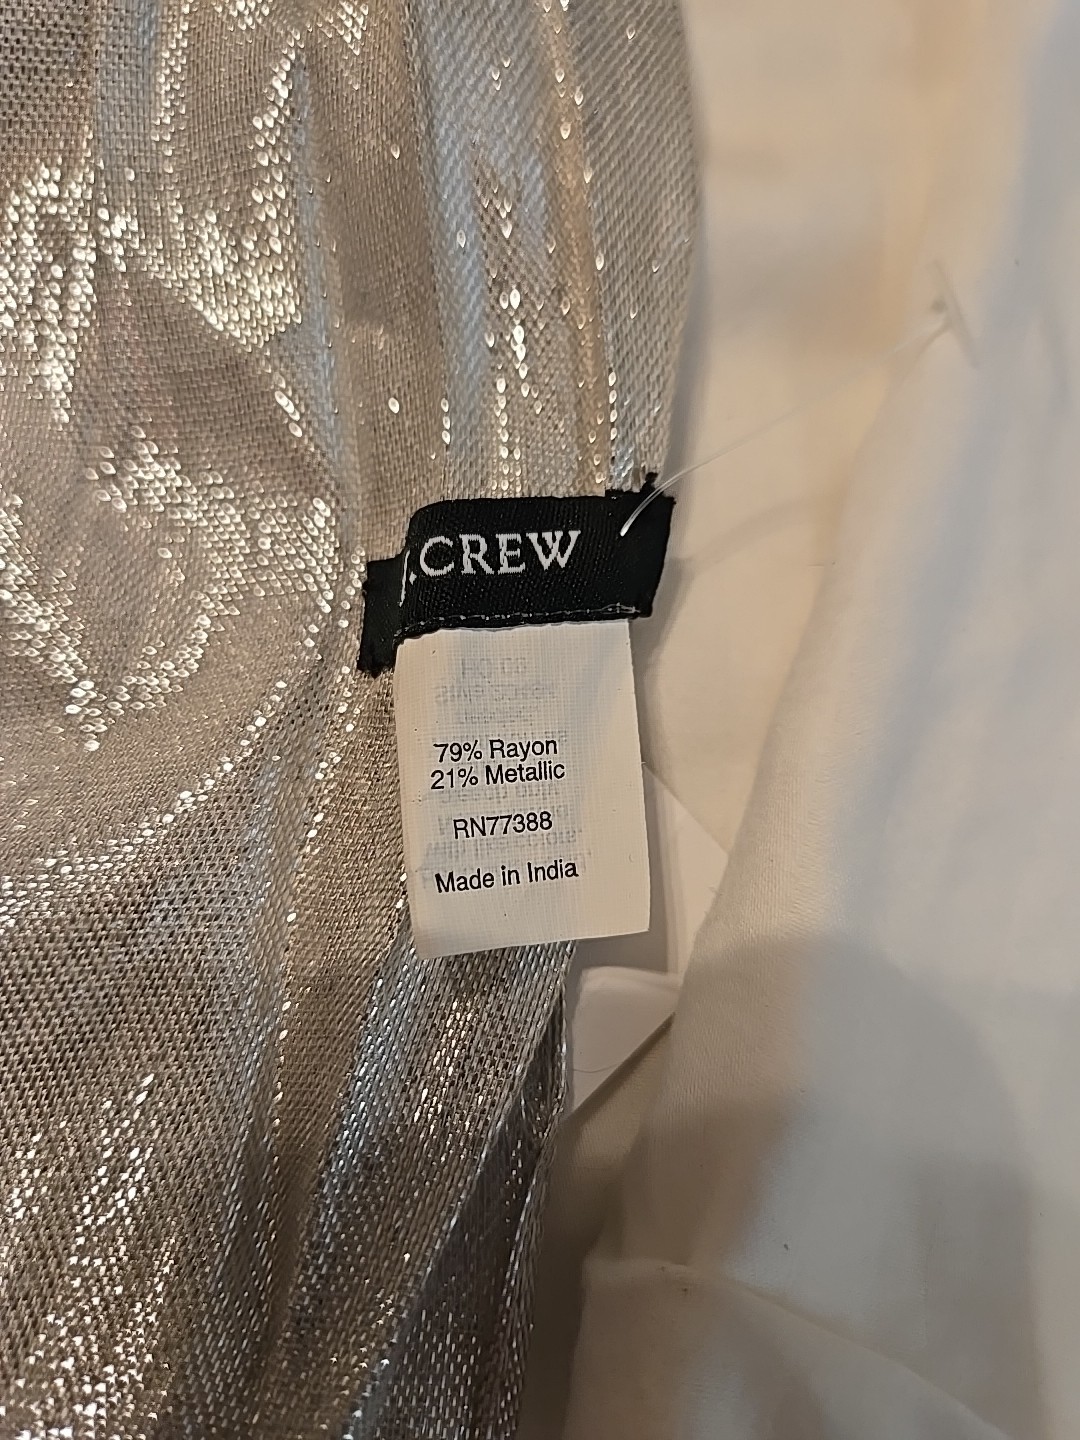 J.CREW
79% Rayon
21% Metallic
RN77388
Made in India